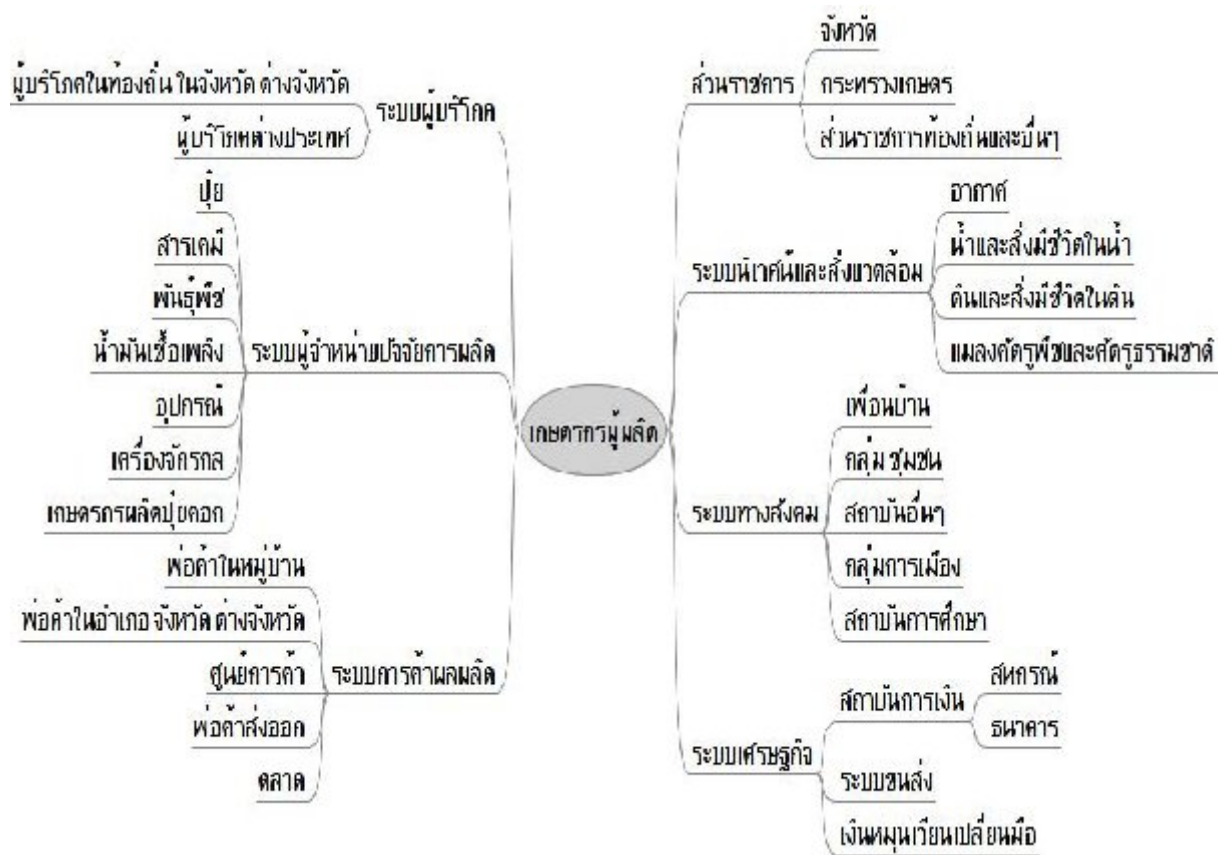 ผู้บริโภคในท้องถิ่น ในจังหวัด ต่างจังหวัด
ผู้บริโภคต่างประเทศ
ระบบผู้บริโภค
ปุ๋ย
สารเคมี
พันธุ์พืช
น้ำมันเชื้อเพลิง
อุปกรณ์
เครื่องจักรกล
เกษตรกรผลิตปุ๋ยคอก
ระบบผู้จำหน่ายปัจจัยการผลิต
พ่อค้าในหมู่บ้าน
พ่อค้าในอำเภอ จังหวัด ต่างจังหวัด
ศูนย์การค้า
พ่อค้าส่งออก
ตลาด
ระบบการค้าผลผลิต
เกษตรกรผู้ผลิต
ส่วนราชการ
จังหวัด
กระทรวงเกษตร
ส่วนราชการท้องถิ่นและอื่นๆ
ระบบนิเวศน์และสิ่งแวดล้อม
อากาศ
น้ำและสิ่งมีชีวิตในน้ำ
ดินและสิ่งมีชีวิตในดิน
แมลงศัตรูพืชและศัตรูธรรมชาติ
ระบบทางสังคม
เพื่อนบ้าน
กลุ่ม ชุมชน
สถาบันอื่นๆ
กลุ่มการเมือง
สถาบันการศึกษา
ระบบเศรษฐกิจ
สถาบันการเงิน
สหกรณ์
ธนาคาร
ระบบขนส่ง
เงินหมุนเวียนเปลี่ยนมือ